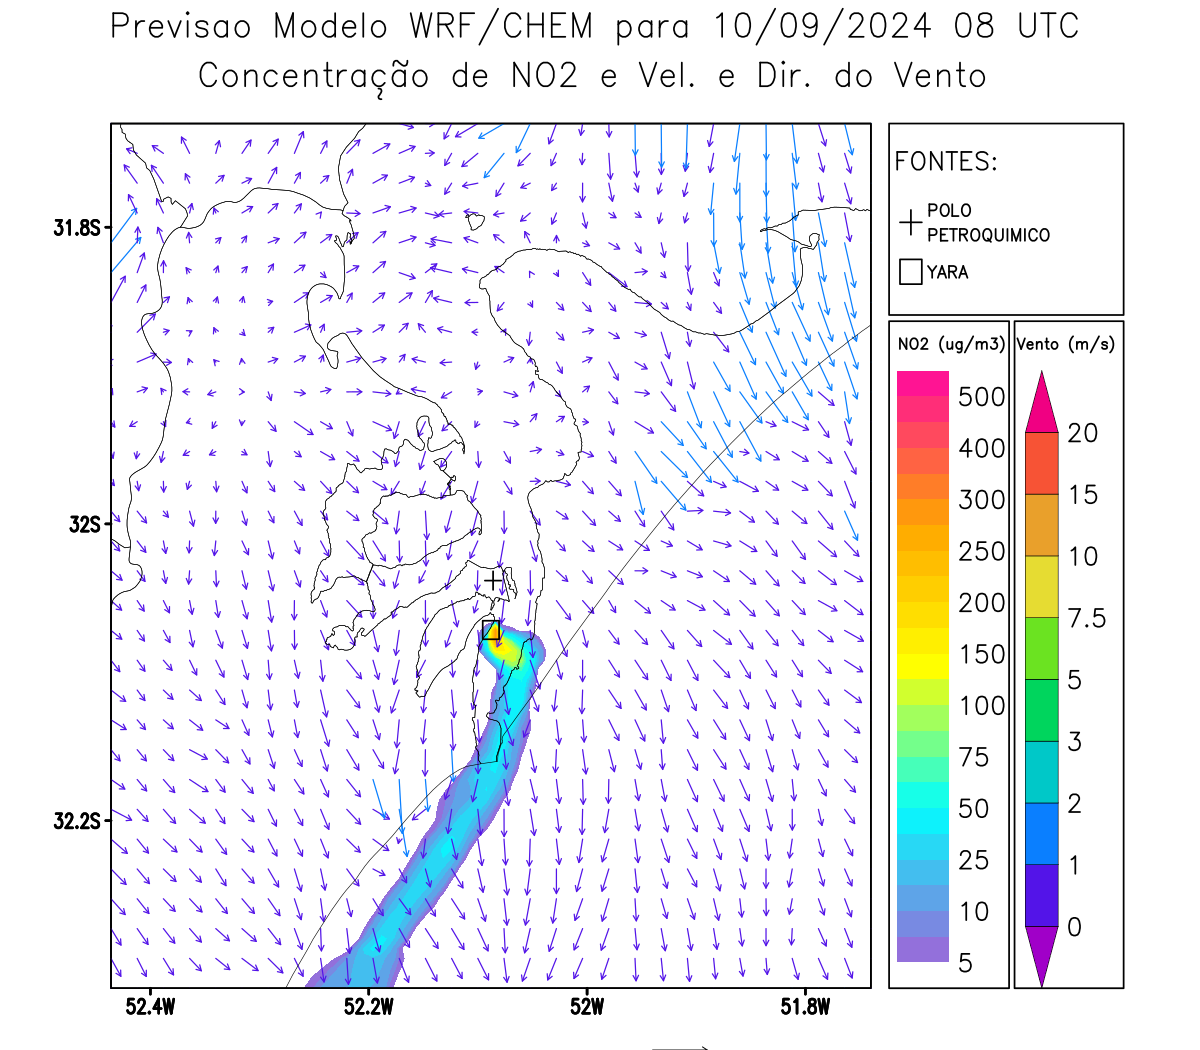 Previsao Modelo WRF/CHEM para 10/09/2024 08 UTC
Concentração de NO2 e Vel. e Dir. do Vento
FONTES:
POLO
PETROQUIMICO
YARA
NO2 (ug/m3)
500
400
300
250
200
150
100
75
50
25
10
5
Vento (m/s)
20
15
10
7.5
5
3
2
1
0
31.8S
32S
32.2S
52.4W
52.2W
52W
51.8W